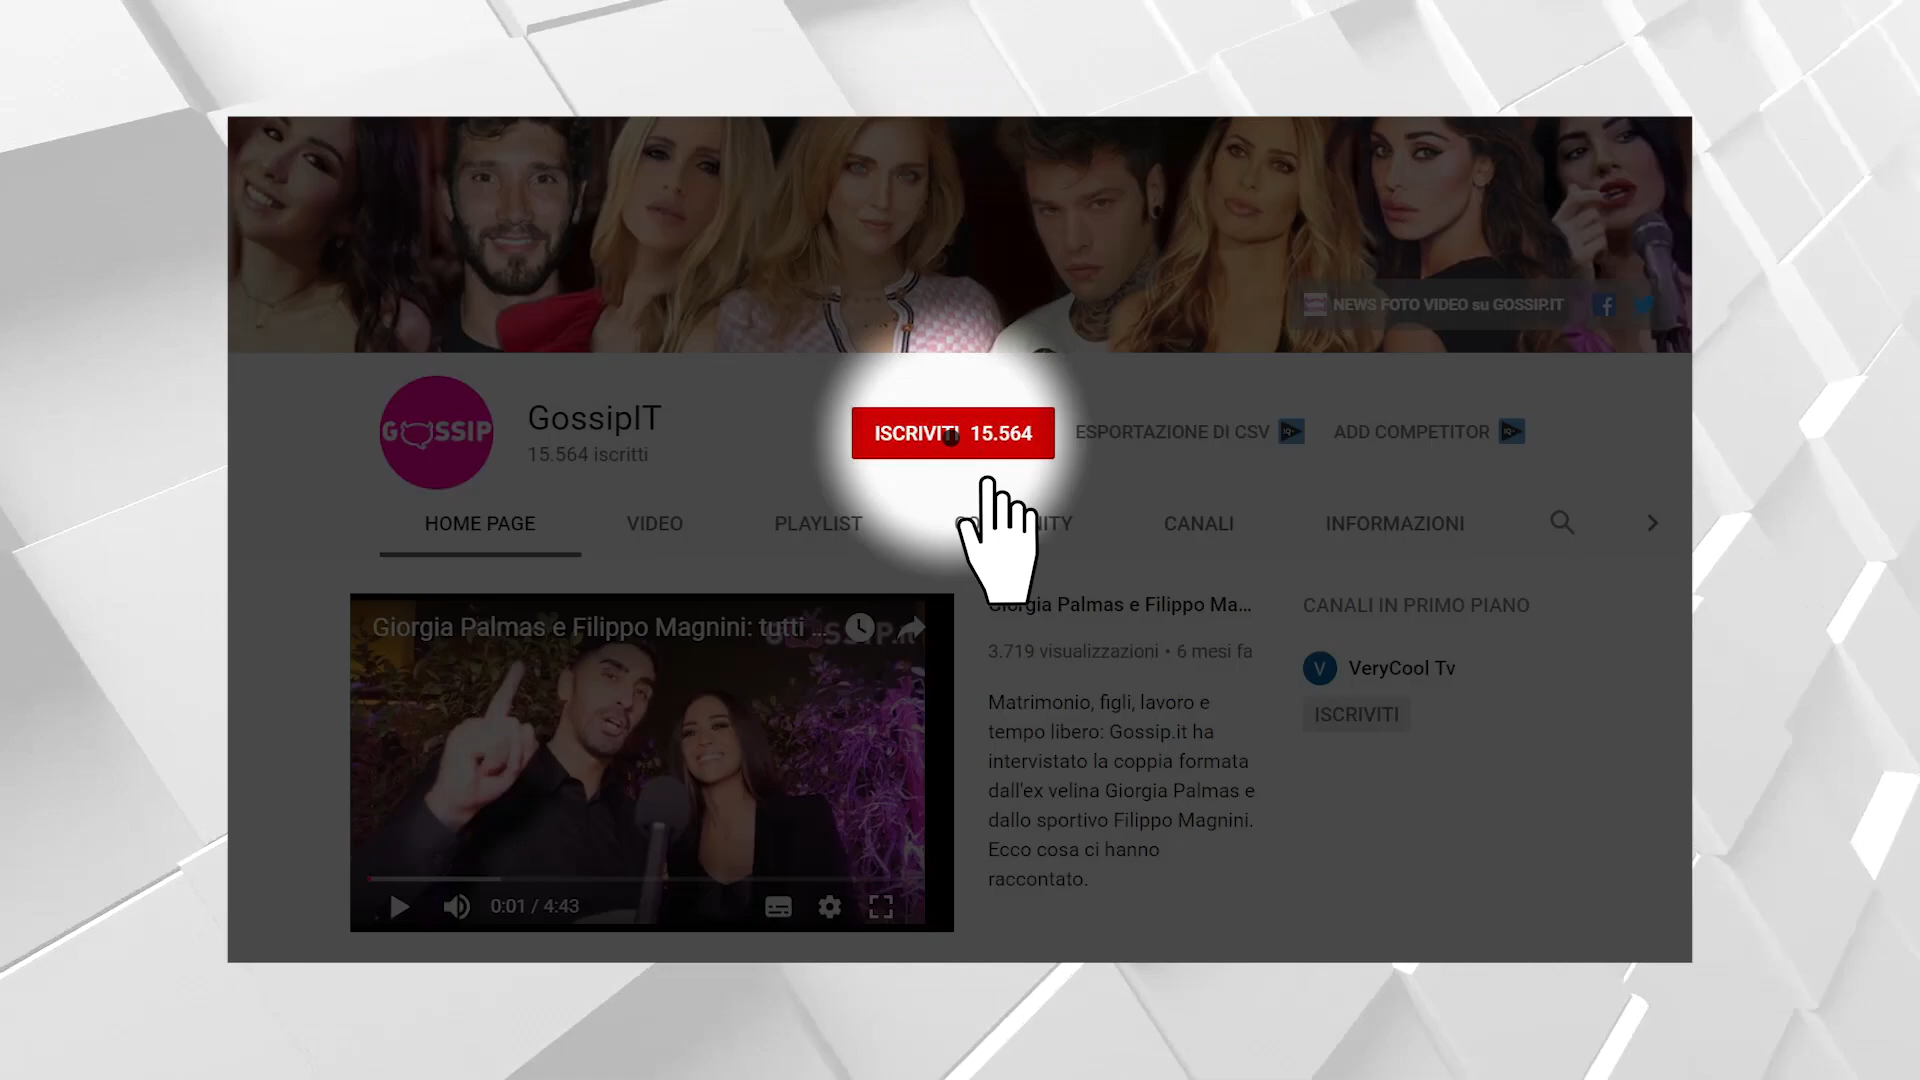 NEWS FOTO VIDEO su GOSSIP.IT
GOSSIP
GossipIT
15.564 iscritti
ISCRIVITI 15.564
ESPORTAZIONE DI CSV
ADD COMPETITOR
HOME PAGE
VIDEO
PLAYLIST
CANALI
INFORMAZIONI
Giorgia Palmas e Filippo Magnini: tutti ...
0:01 / 4:43
Giorgia Palmas e Filippo Ma...
3.719 visualizzazioni • 6 mesi fa
Matrimonio, figli, lavoro e
tempo libero: Gossip.it ha
intervistato la coppia formata
dall'ex velina Giorgia Palmas e
dallo sportivo Filippo Magnini.
Ecco cosa ci hanno
raccontato.
CANALI IN PRIMO PIANO
V VeryCool Tv
ISCRIVITI